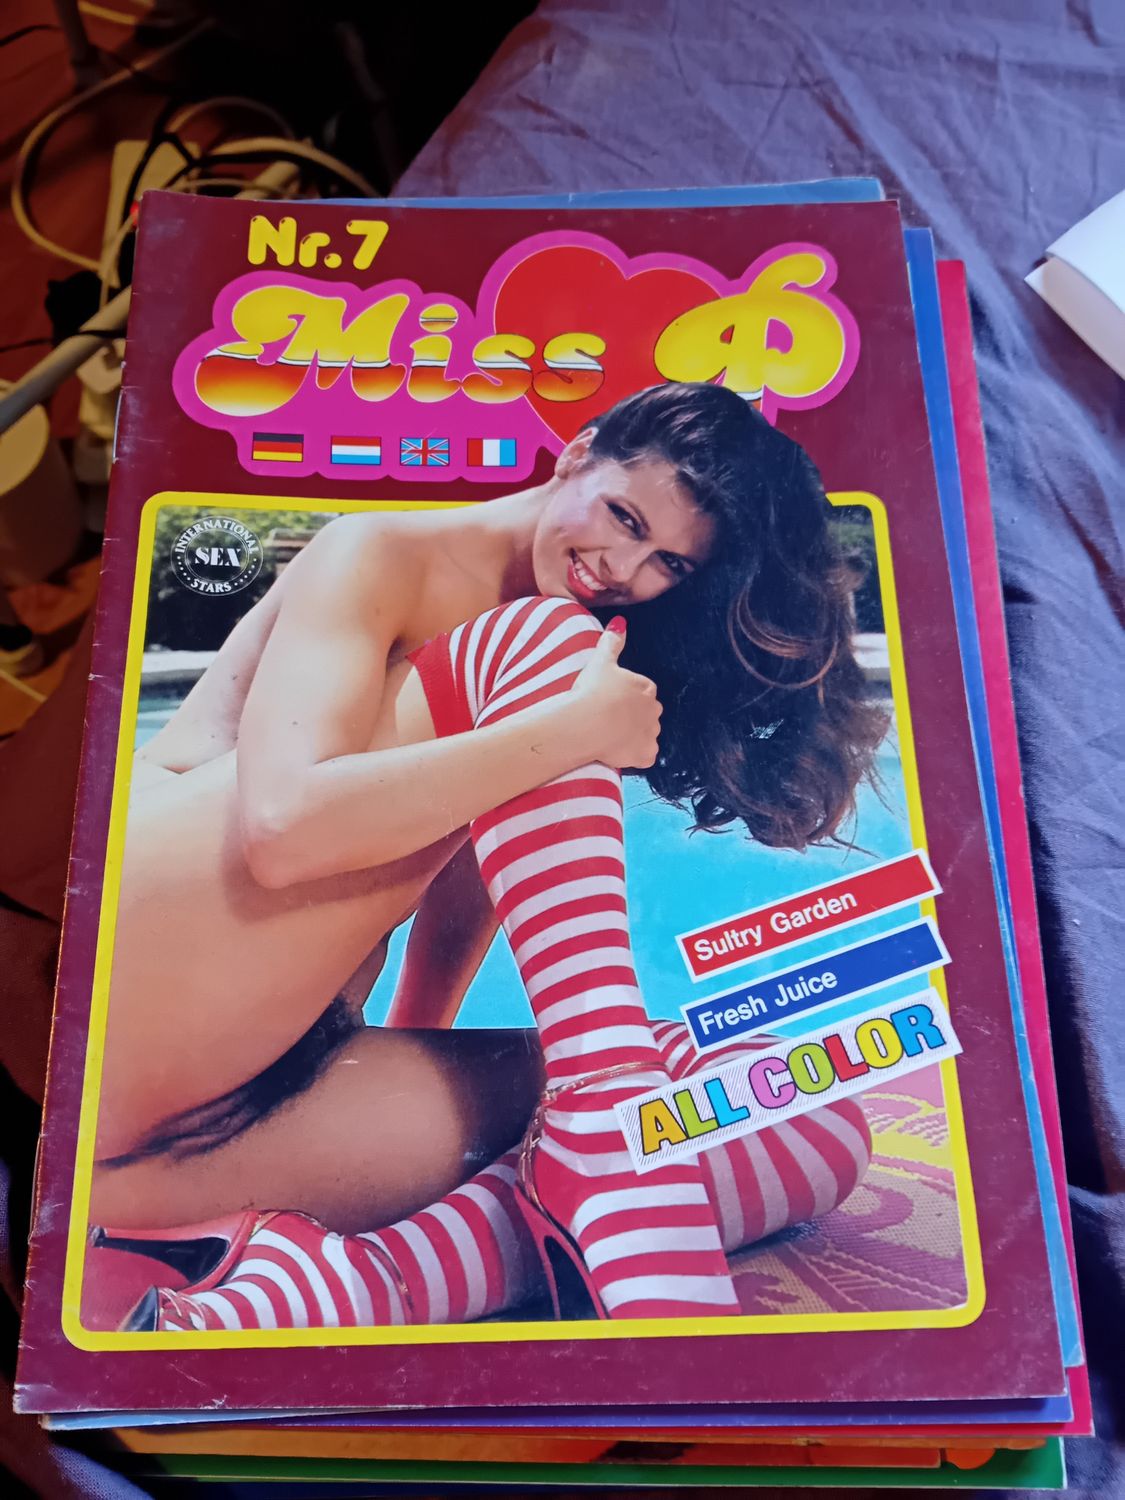 Nr.7
Miss P
INTERNATIONAL
SEX
STARS
Sultry Garden
Fresh Juice
ALL COLOR